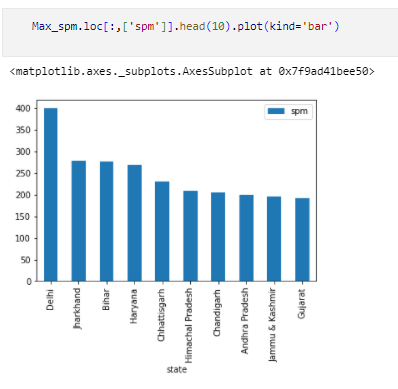 Max_spm.loc[:,['spm']].head(10).plot(kind='bar')
<matplotlib.axes._subplots.AxesSubplot at 0x7f9ad41bee50>
spm
400
350
300
250
200
150
100
50
0
Delhi
Jharkhand
Bihar
Haryana
Chhattisgarh
Himachal Pradesh
Chandigarh
Andhra Pradesh
Jammu & Kashmir
Gujarat
state